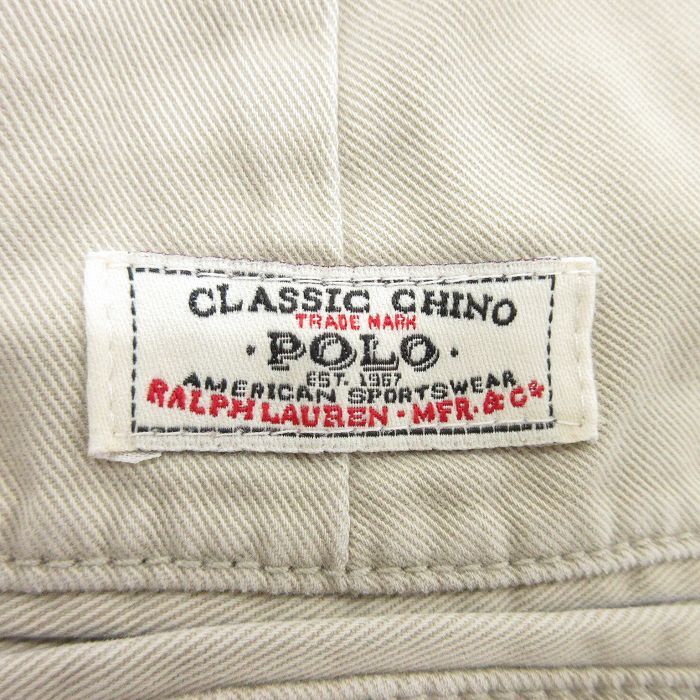 CLASSIC CHINO
TRADE MARK
· POLO ·
EST. 1967
AMERICAN SPORTSWEAR
RALPH LAUREN · MFR. & Co.